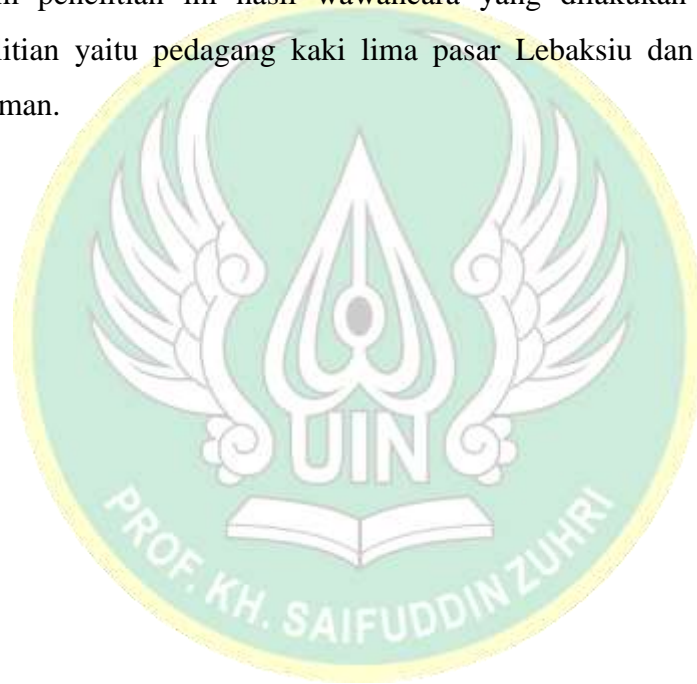 penelitian ini hasil wawancara yang dilakukan
litian yaitu pedagang kaki lima pasar Lebaksiu dan
man.
UIN
PROF. KH. SAIFUDDIN ZUHRI